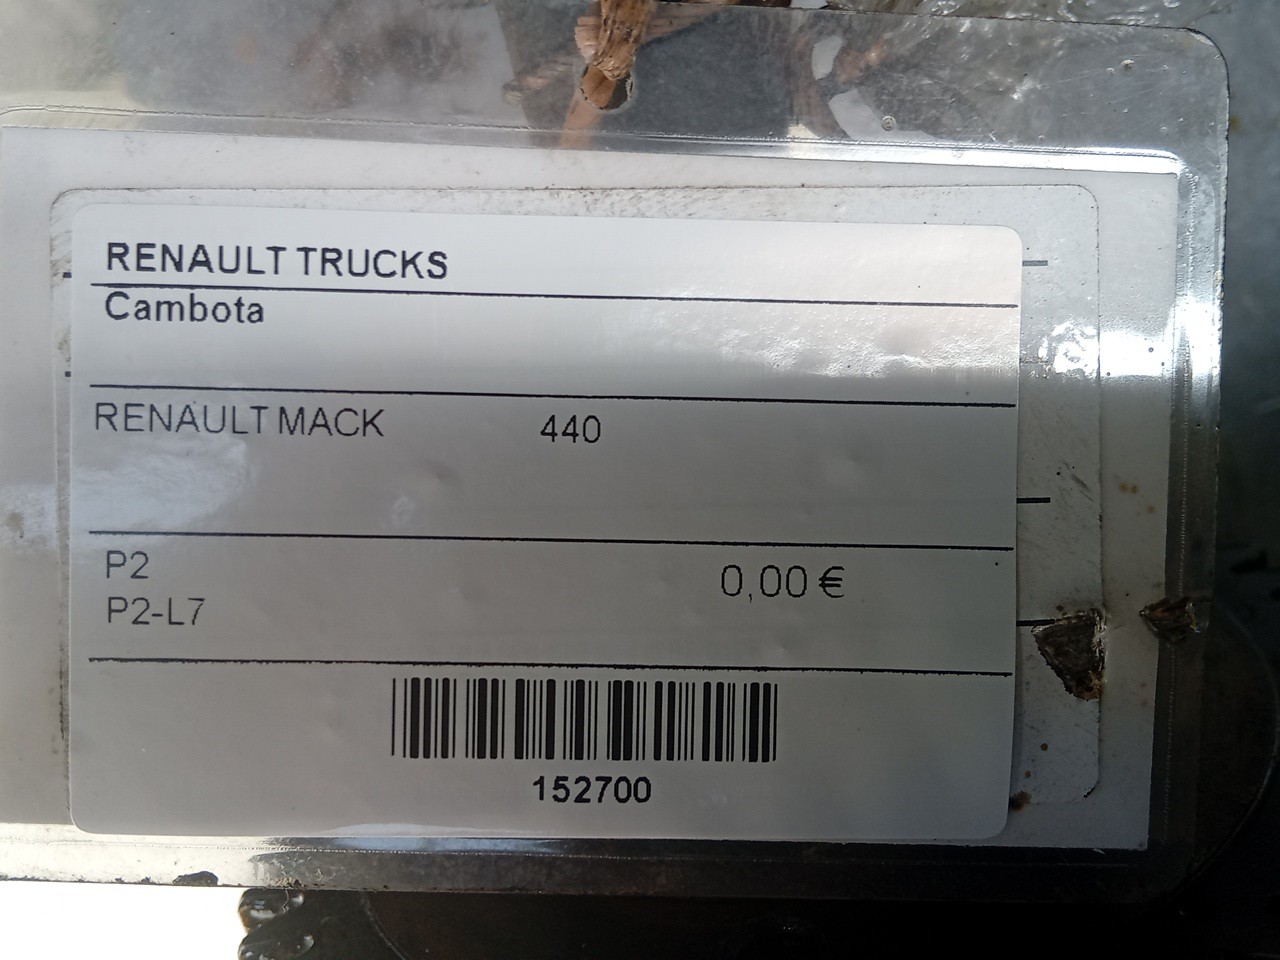 RENAULT TRUCKS
Cambota
RENAULT MACK 440
P2
0,00 €
P2-L7
152700